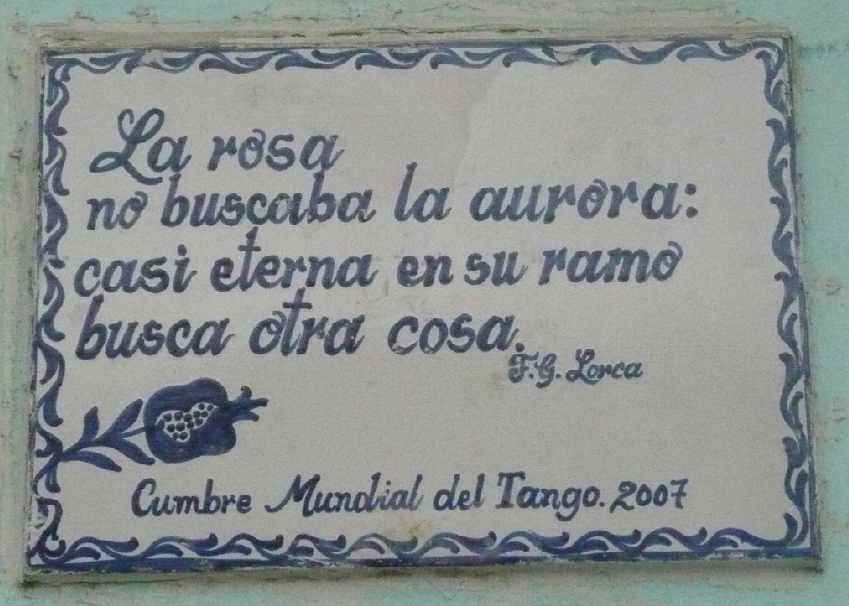 La rosa
no buscaba la aurora:
casi eterna en su ramo
busca otra cosa.
F.G. Lorca
Cumbre Mundial del Tango. 2007